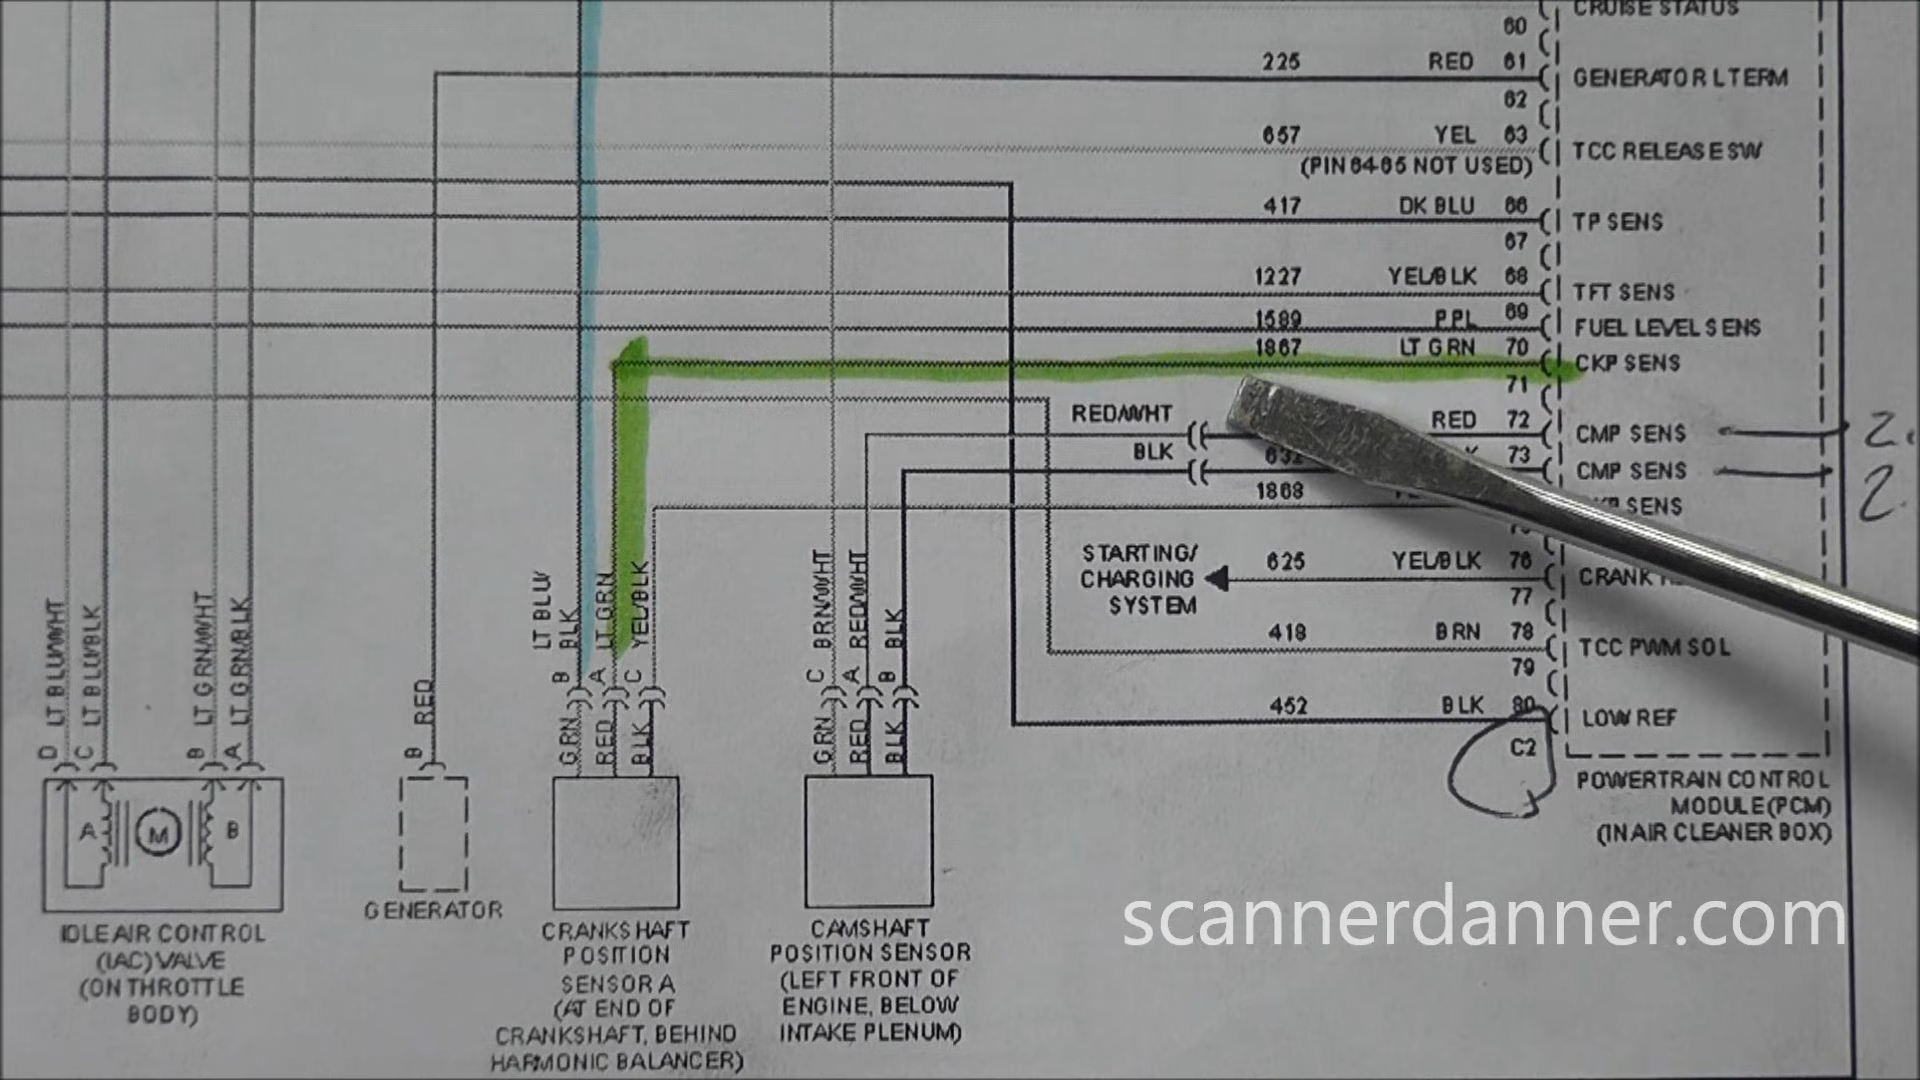 CRUISE STATUS
60
225 RED 61
GENERATOR L TERM
62
657 YEL 63
TCC RELEASE SW
(PIN 64-65 NOT USED)
417 DK BLU 66
TP SENS
67
1227 YEL/BLK 68
TFT SENS
1589 PPL 69
FUEL LEVEL SENS
1867 LT GRN 70
CKP SENS
71
RED/WHT
RED 72
CMP SENS
2.
BLK
632
73
CMP SENS
2.
1868
SENS
STARTING/
CHARGING
SYSTEM
625 YEL/BLK 76
CRANK
77
418 BRN 78
TCC PWM SOL
79
452 BLK 80
LOW REF
C2
POWERTRAIN CONTROL
MODULE (PCM)
(IN AIR CLEANER BOX)
D LT BLU/WHT
C LT BLU/BLK
B LT GRN/WHT
A LT GRN/BLK
B RED
LT BLU
B BLK
A LT GRN
C YEL/BLK
GRN
RED
BLK
C BRN/WHT
A RED/WHT
B BLK
GRN
RED
BLK
A M B
IDLE AIR CONTROL
(IAC) VALVE
(ON THROTTLE
BODY)
GENERATOR
CRANKSHAFT
POSITION
SENSOR A
(AT END OF
CRANKSHAFT, BEHIND
HARMONIC BALANCER)
CAMSHAFT
POSITION SENSOR
(LEFT FRONT OF
ENGINE, BELOW
INTAKE PLENUM)
scannerdanner.com